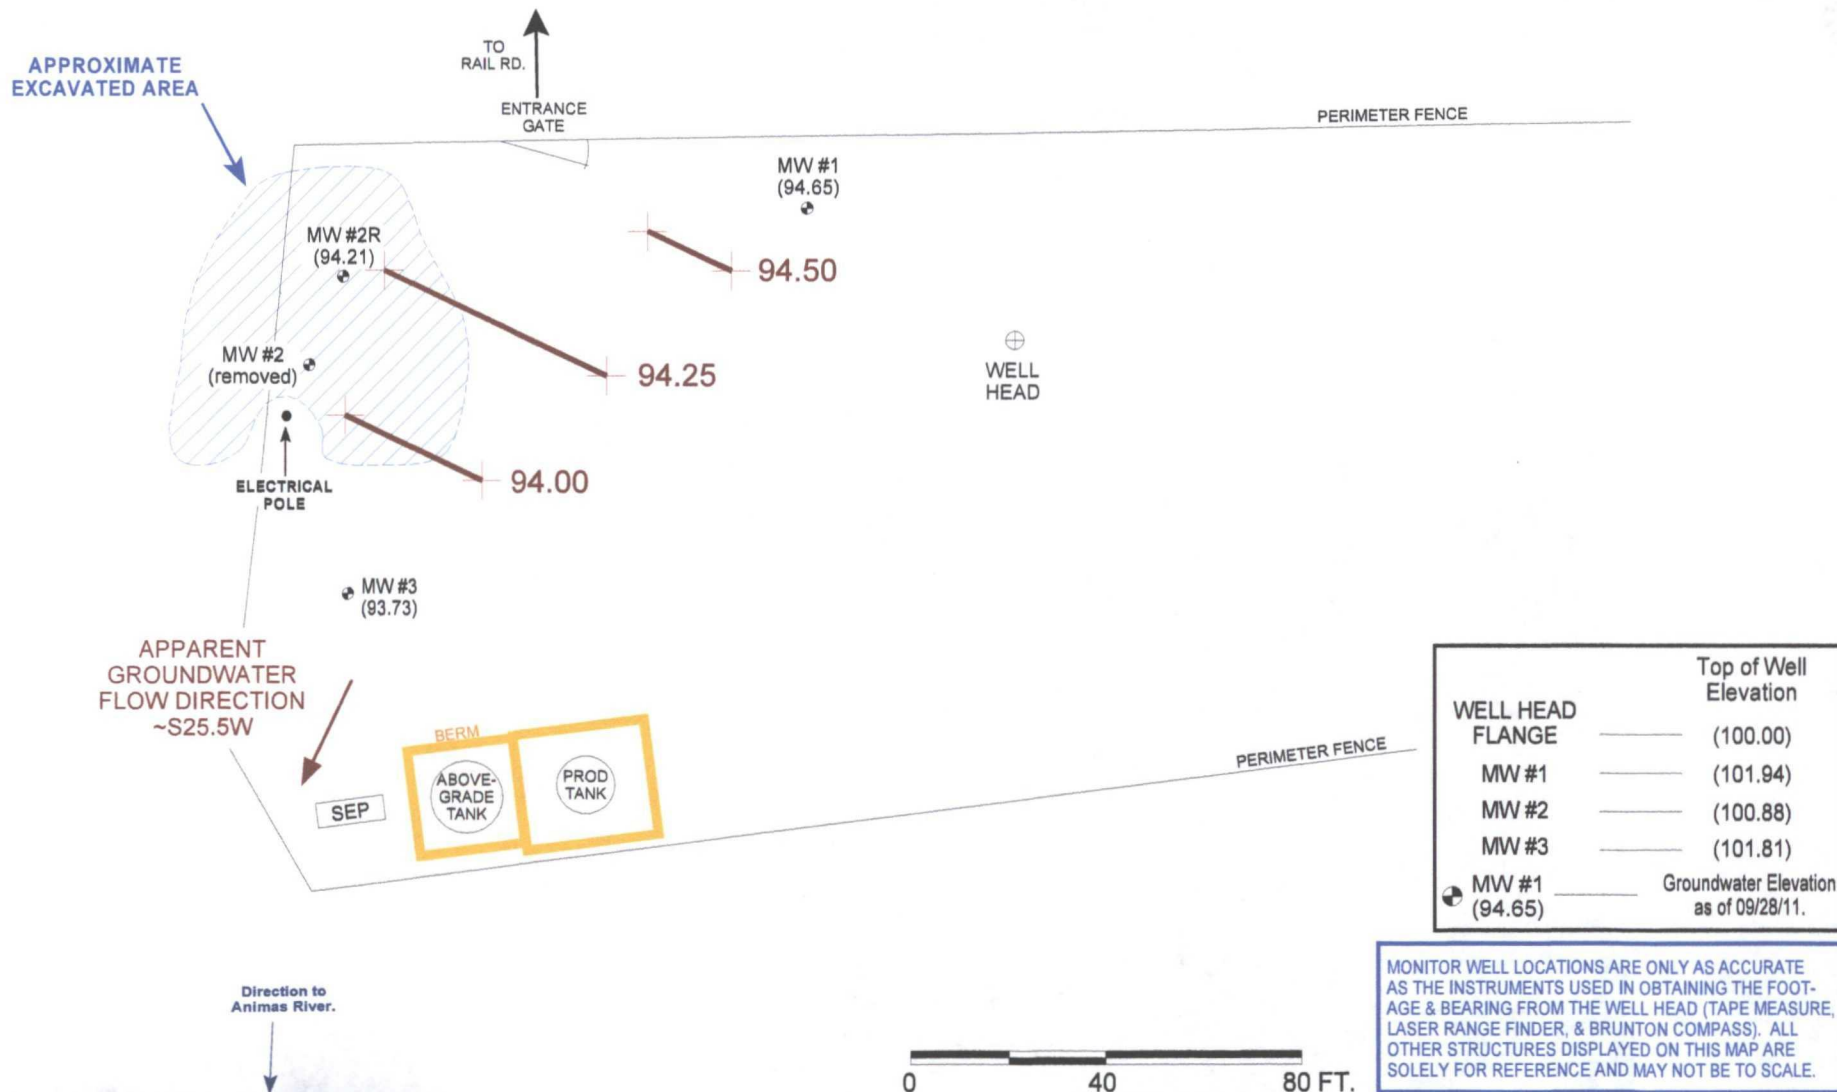 TO
RAIL RD.
APPROXIMATE
EXCAVATED AREA
ENTRANCE
GATE
PERIMETER FENCE
MW #1
(94.65)
MW #2R
(94.21)
94.50
MW #2
(removed)
94.25
WELL
HEAD
94.00
ELECTRICAL
POLE
MW #3
(93.73)
APPARENT
GROUNDWATER
FLOW DIRECTION
~S25.5W
BERM
ABOVE-
GRADE
TANK
PROD
TANK
SEP
PERIMETER FENCE
Top of Well
Elevation
WELL HEAD
FLANGE (100.00)
MW #1 (101.94)
MW #2 (100.88)
MW #3 (101.81)
MW #1
(94.65)
Groundwater Elevation
as of 09/28/11.
Direction to
Animas River.
MONITOR WELL LOCATIONS ARE ONLY AS ACCURATE
AS THE INSTRUMENTS USED IN OBTAINING THE FOOT-
AGE & BEARING FROM THE WELL HEAD (TAPE MEASURE,
LASER RANGE FINDER, & BRUNTON COMPASS). ALL
OTHER STRUCTURES DISPLAYED ON THIS MAP ARE
SOLELY FOR REFERENCE AND MAY NOT BE TO SCALE.
0 40 80 FT.